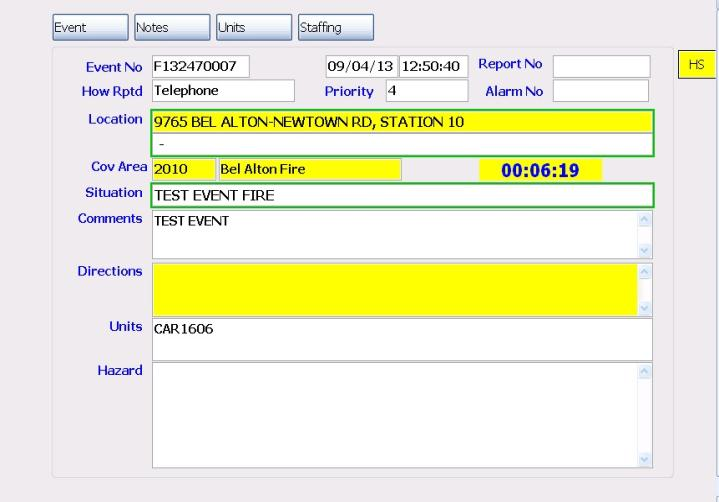 Event Notes Units Staffing
Event No F132470007 09/04/13 12:50:40 Report No HS
How Rptd Telephone Priority 4 Alarm No
Location 9765 BEL ALTON-NEWTOWN RD, STATION 10
-
Cov Area 2010 Bel Alton Fire 00:06:19
Situation TEST EVENT FIRE
Comments TEST EVENT
Directions
Units CAR1606
Hazard